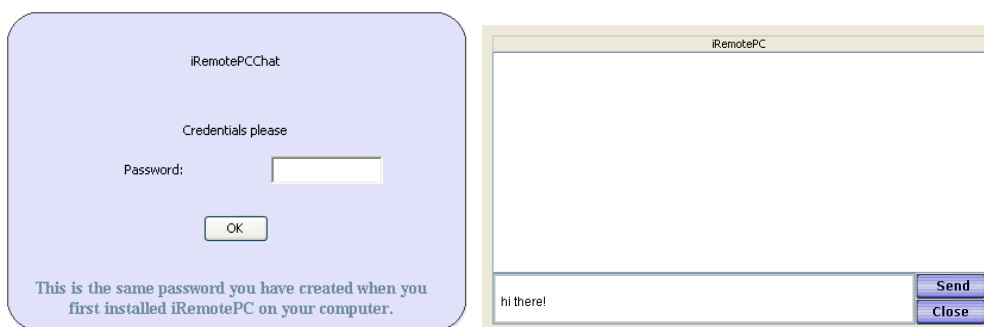 iRemotePCChat
Credentials please
Password:
OK
This is the same password you have created when you
first installed iRemotePC on your computer.
iRemotePC
hi there!
Send
Close